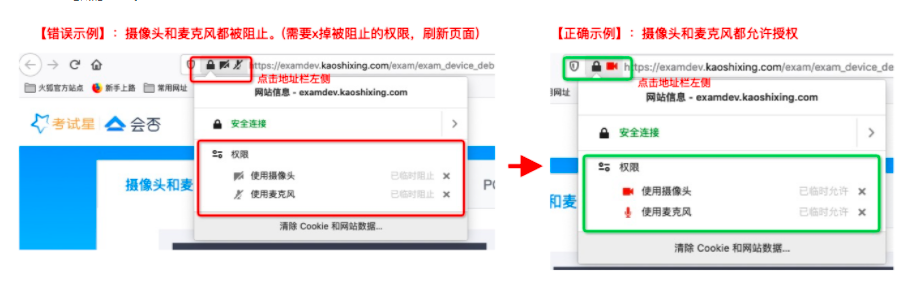 【错误示例】：摄像头和麦克风都被阻止。(需要x掉被阻止的权限，刷新页面)
【正确示例】：摄像头和麦克风都允许授权
https://examdev.kaoshixing.com/exam/exam_device_deb
点击地址栏左侧
火狐官方站点 新手上路 常用网址
网站信息 - examdev.kaoshixing.com
考试星 会否
安全连接
权限
使用摄像头 已临时阻止
使用麦克风 已临时阻止
摄像头和麦
清除 Cookie 和网站数据...
https://examdev.kaoshixing.com/exam/exam_device_de
点击地址栏左侧
网址
网站信息 - examdev.kaoshixing.com
安全连接
权限
使用摄像头 已临时允许
使用麦克风 已临时允许
和麦
清除 Cookie 和网站数据...